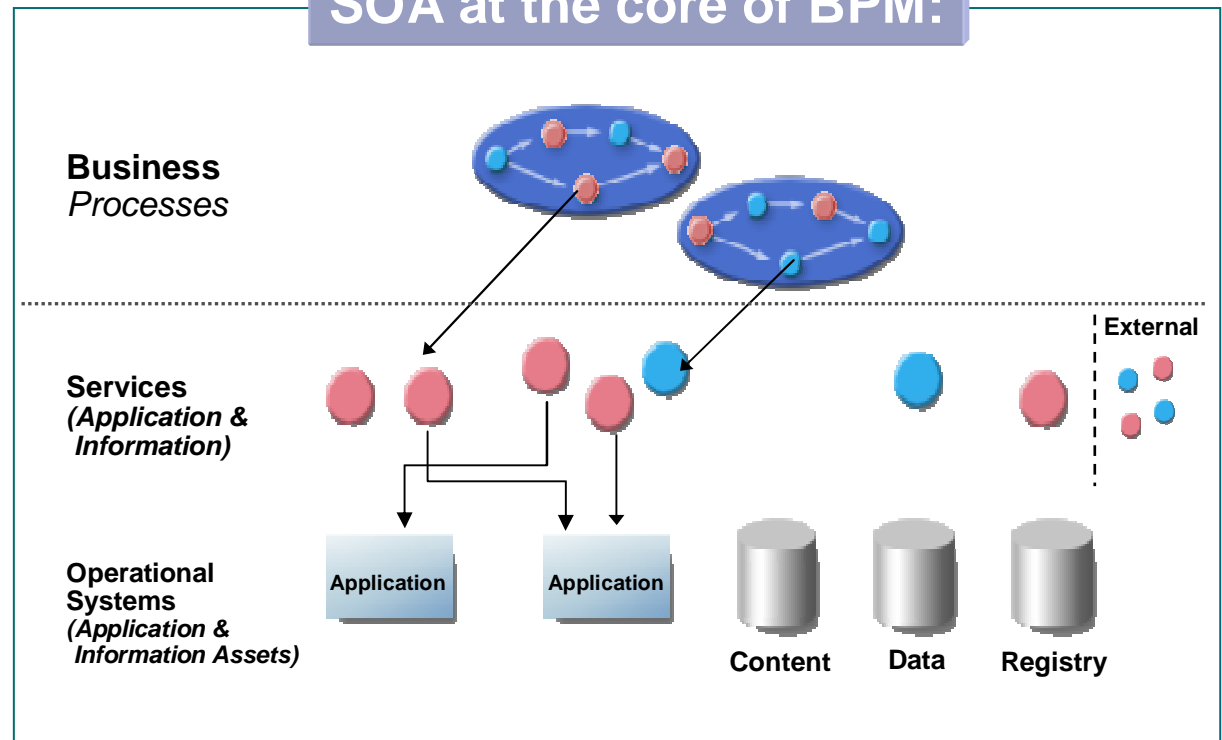 SOA at the core of BPM:
Business
Processes
External
Services
(Application &
Information)
Operational
Systems
(Application &
Information Assets)
Application
Application
Content
Data
Registry